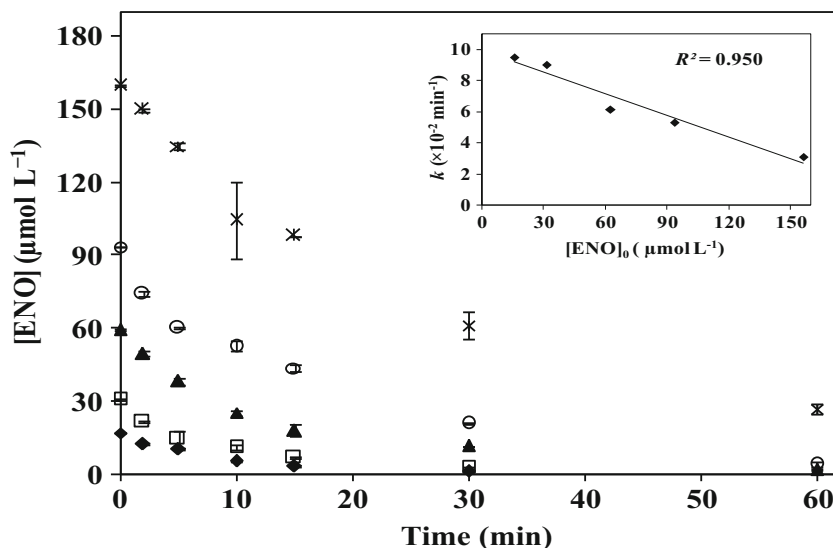 180
150
120
90
60
30
0
[ENO] (µmol L⁻¹)
0 10 20 30 40 50 60
Time (min)
10
8
6
4
2
0
k (×10⁻² min⁻¹)
R² = 0.950
0 30 60 90 120 150
[ENO]₀ ( µmol L⁻¹)